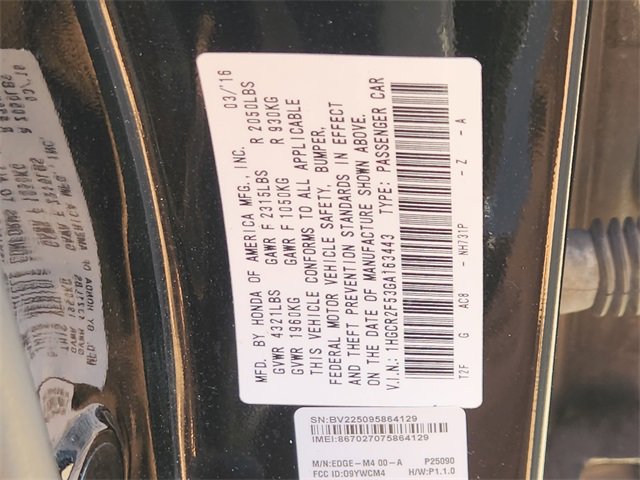 MFD. BY HONDA OF AMERICA MFG., INC. 03/'16
GVWR 4321LBS GAWR F 2315LBS R 2050LBS
GVWR 1960KG GAWR F 1050KG R 930KG
THIS VEHICLE CONFORMS TO ALL APPLICABLE
FEDERAL MOTOR VEHICLE SAFETY, BUMPER,
AND THEFT PREVENTION STANDARDS IN EFFECT
ON THE DATE OF MANUFACTURE SHOWN ABOVE.
V.I.N.: 1HGCR2F53GA163443 TYPE: PASSENGER CAR
T2F G AC8 - NH731P - Z - A
SN:BV225095864129
IMEI:867027075864129
M/N:EDGE-M4 00-A P25090
FCC ID:O9YWCM4 H/W:P1.1.0